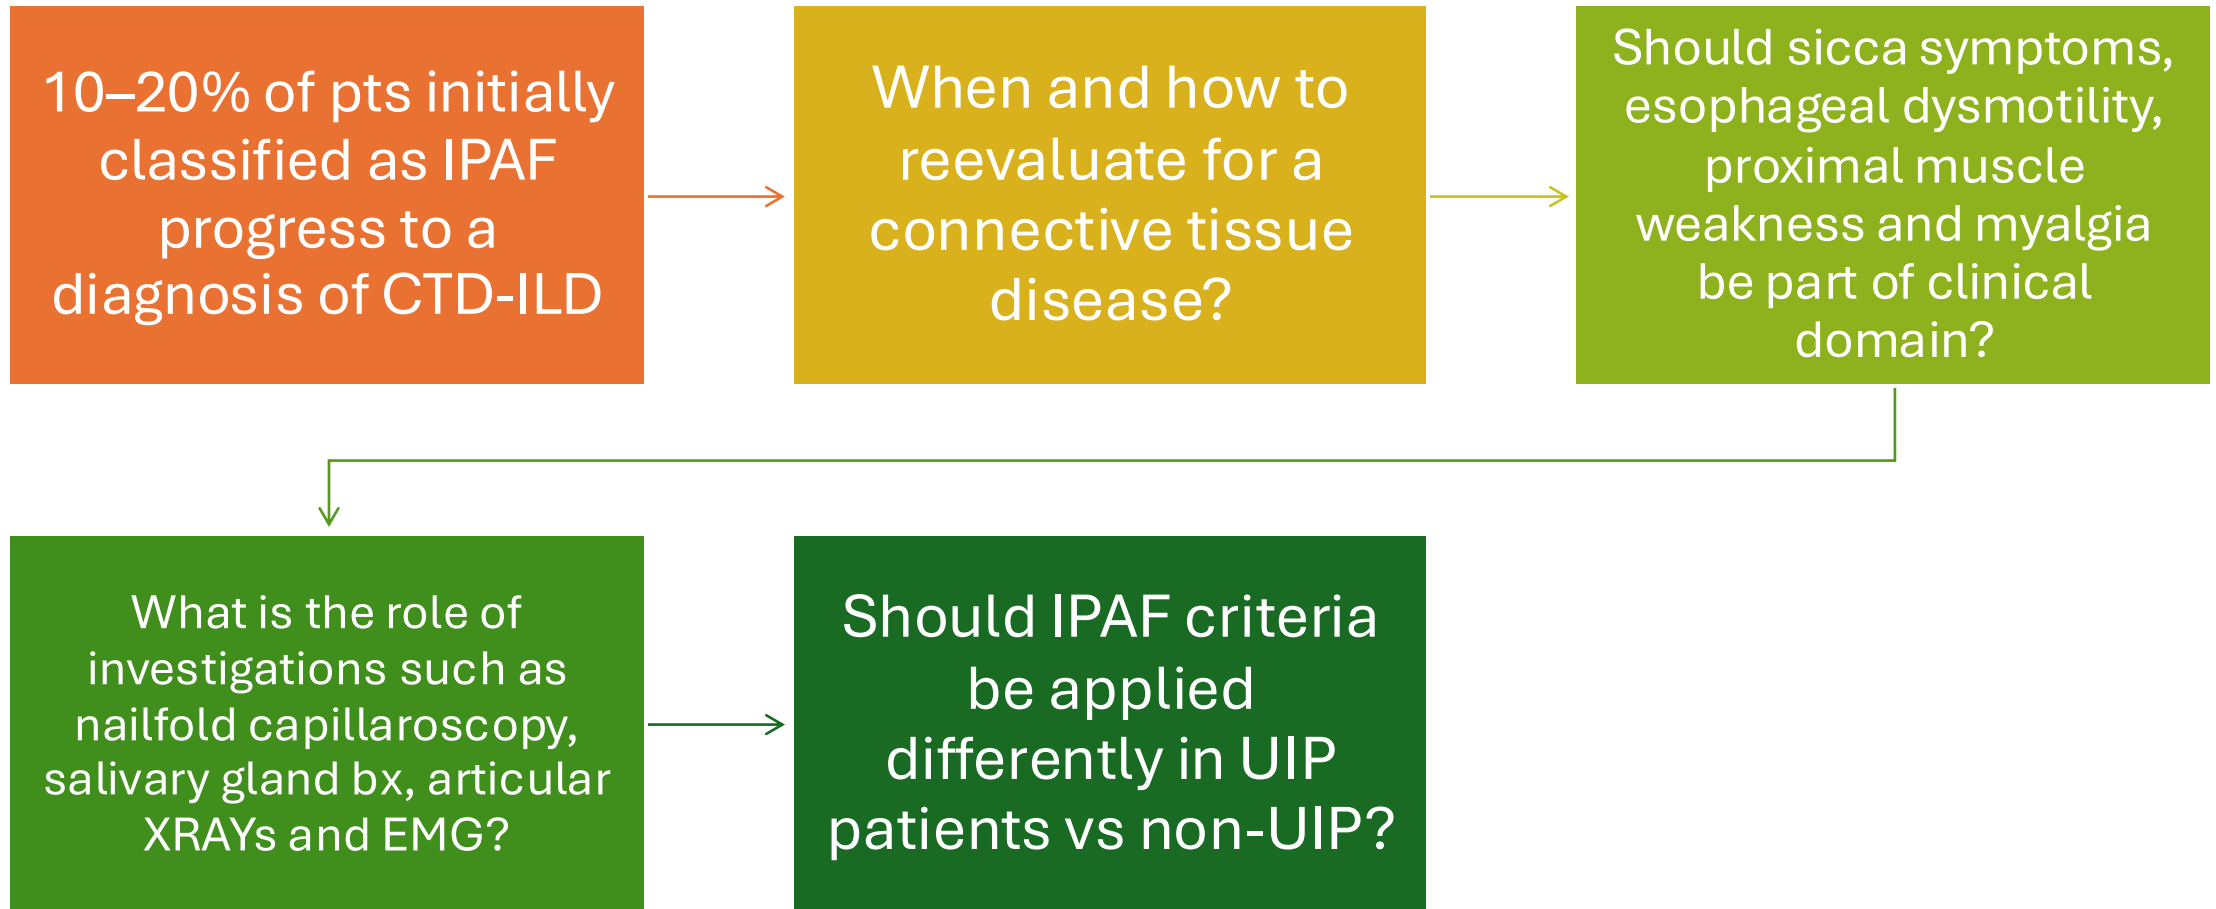 10–20% of pts initially
classified as IPAF
progress to a
diagnosis of CTD-ILD
When and how to
reevaluate for a
connective tissue
disease?
Should sicca symptoms,
esophageal dysmotility,
proximal muscle
weakness and myalgia
be part of clinical
domain?
What is the role of
investigations such as
nailfold capillaroscopy,
salivary gland bx, articular
XRAYs and EMG?
Should IPAF criteria
be applied
differently in UIP
patients vs non-UIP?